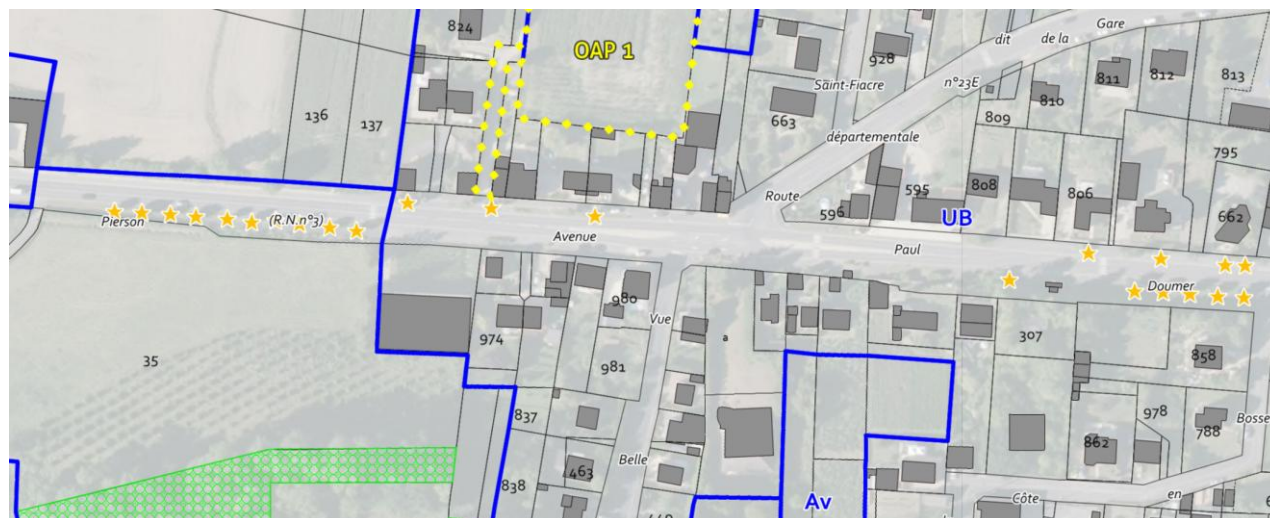 824
OAP 1
dit
de la
Gare
928
811
812
813
Saint-Fiacre
n°23E
810
136
137
663
départementale
809
795
Route
595
808
806
596
662
UB
Pierson
(R.N.n°3)
Avenue
Paul
Doumer
980
Vue
974
307
35
981
858
837
978
Bosse
862
788
463
Belle
838
Av
Côte
en